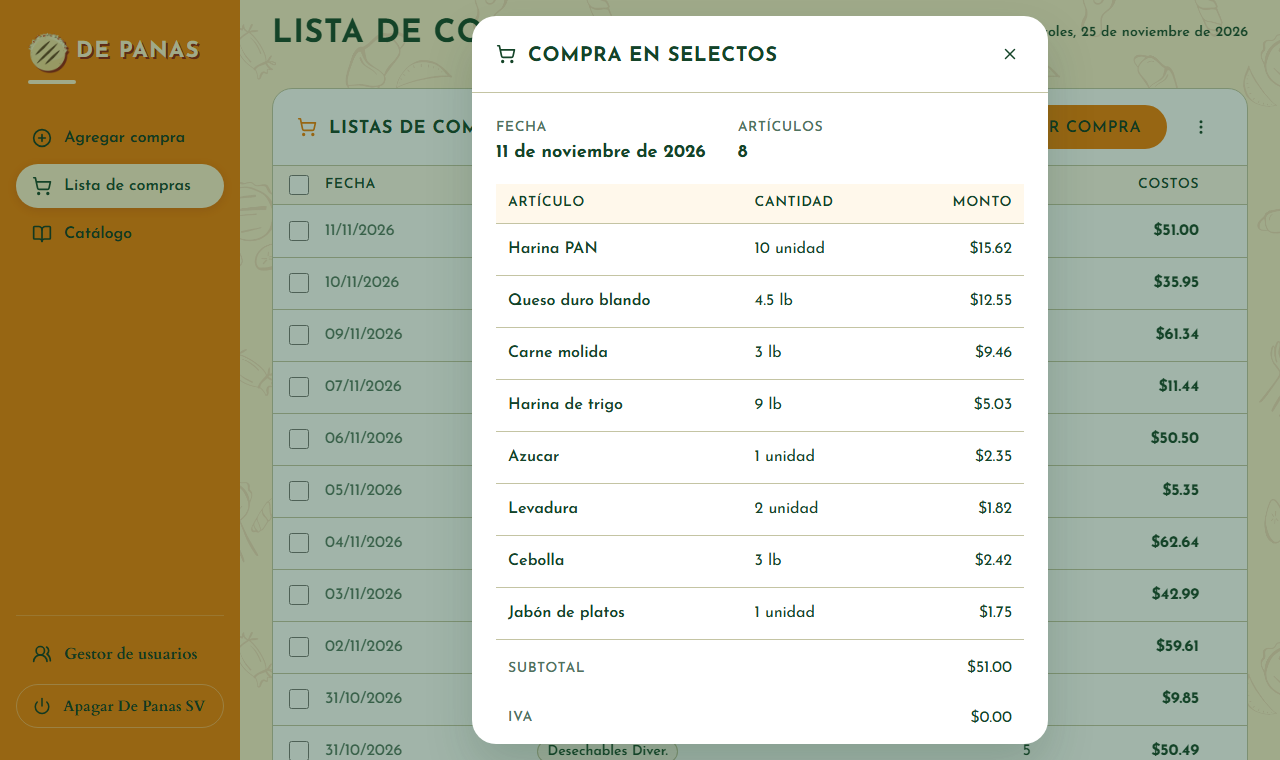 DE PANAS
Agregar compra
Lista de compras
Catálogo
Gestor de usuarios
Apagar De Panas SV
LISTA DE CO
oles, 25 de noviembre de 2026
LISTAS DE COM
R COMPRA
FECHA
COSTOS
11/11/2026
$51.00
10/11/2026
$35.95
09/11/2026
$61.34
07/11/2026
$11.44
06/11/2026
$50.50
05/11/2026
$5.35
04/11/2026
$62.64
03/11/2026
$42.99
02/11/2026
$59.61
31/10/2026
$9.85
31/10/2026
Desechables Diver.
5
$50.49
COMPRA EN SELECTOS
FECHA
ARTÍCULOS
11 de noviembre de 2026
8
ARTÍCULO CANTIDAD MONTO
Harina PAN 10 unidad $15.62
Queso duro blando 4.5 lb $12.55
Carne molida 3 lb $9.46
Harina de trigo 9 lb $5.03
Azucar 1 unidad $2.35
Levadura 2 unidad $1.82
Cebolla 3 lb $2.42
Jabón de platos 1 unidad $1.75
SUBTOTAL $51.00
IVA $0.00